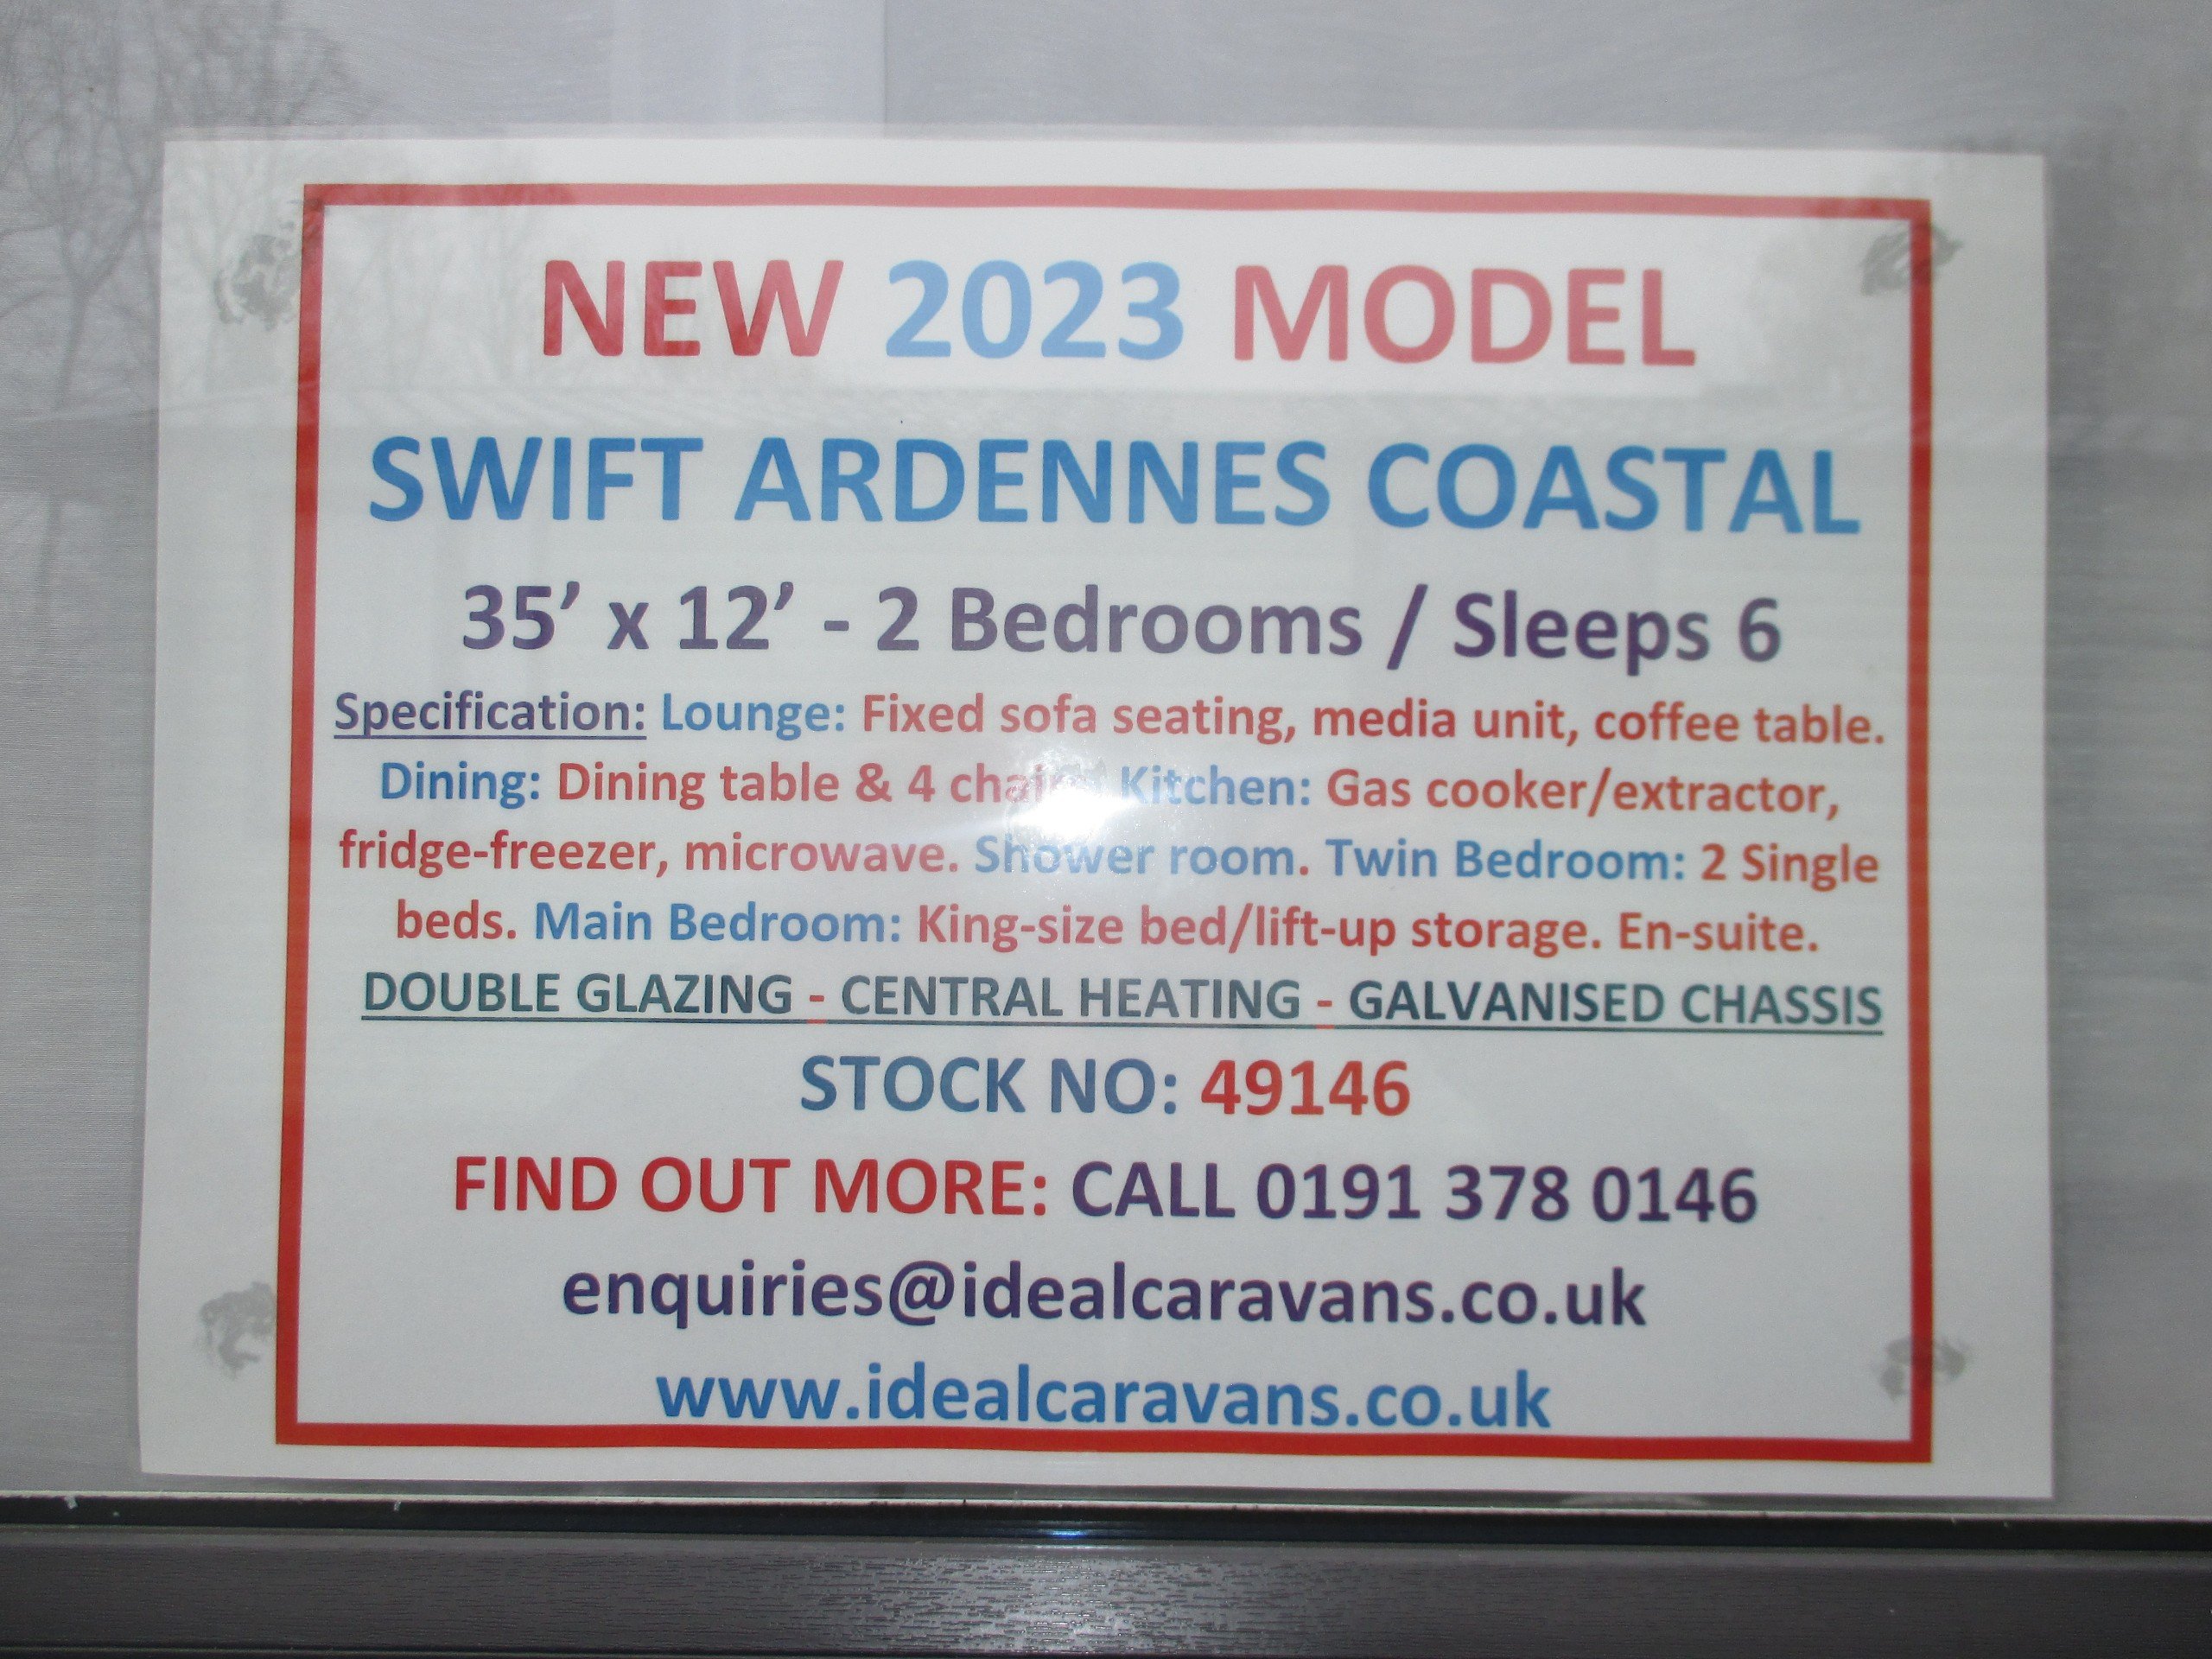 NEW 2023 MODEL
SWIFT ARDENNES COASTAL
35’ x 12’ - 2 Bedrooms / Sleeps 6
Specification: Lounge: Fixed sofa seating, media unit, coffee table.
Dining: Dining table & 4 Kitchen: Gas cooker/extractor,
fridge-freezer, microwave. Shower room. Twin Bedroom: 2 Single
beds. Main Bedroom: King-size bed/lift-up storage. En-suite.
DOUBLE GLAZING - CENTRAL HEATING - GALVANISED CHASSIS
STOCK NO: 49146
FIND OUT MORE: CALL 0191 378 0146
enquiries@idealcaravans.co.uk
www.idealcaravans.co.uk